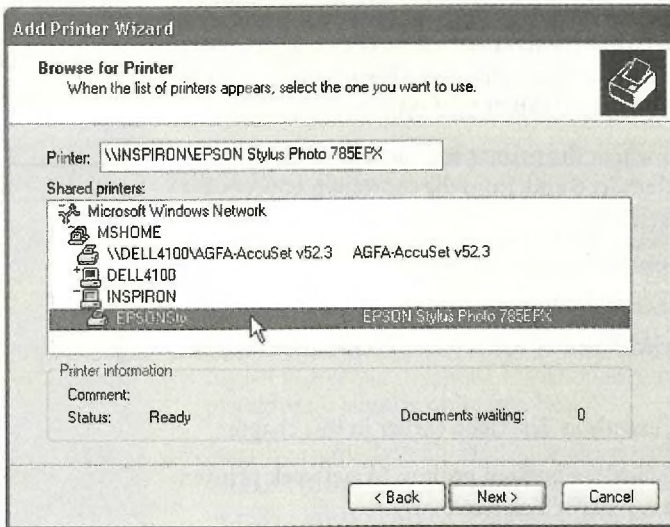 Add Printer Wizard
Browse for Printer
When the list of printers appears, select the one you want to use.
Printer: \\INSPIRON\EPSON Stylus Photo 785EPX
Shared printers:
Microsoft Windows Network
MSHOME
\\DELL4100\AGFA-AccuSet v52.3 AGFA-AccuSet v52.3
DELL4100
INSPIRON
EPSONStu EPSON Stylus Photo 785EPX
Printer information
Comment:
Status: Ready Documents waiting: 0
< Back Next > Cancel